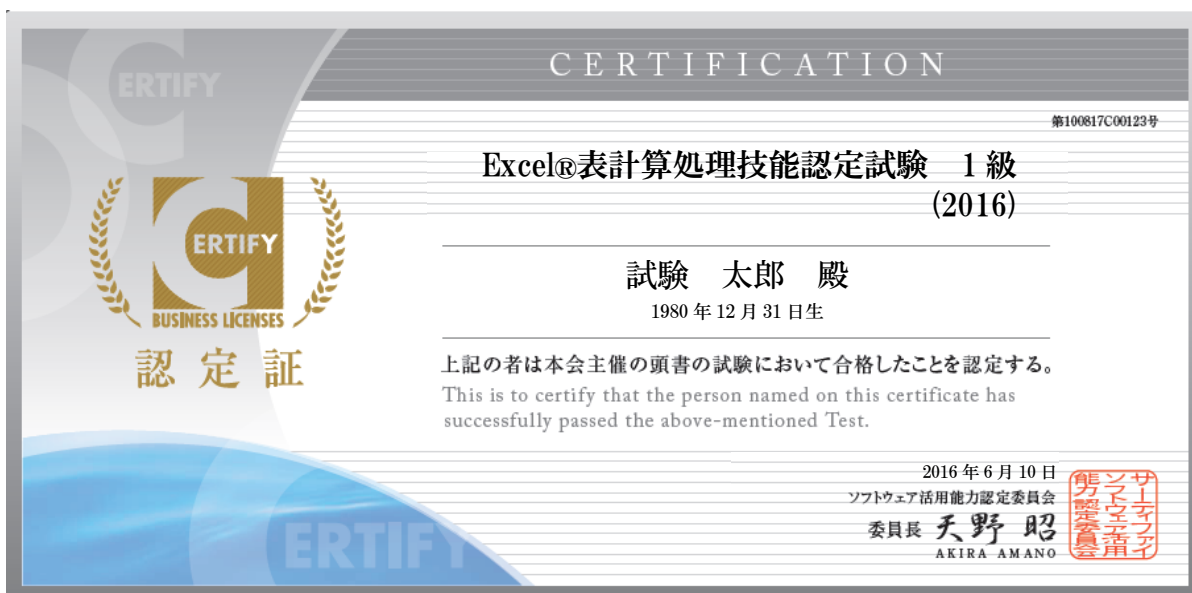 ERTIFY
CERTIFICATION
第100817C00123号
Excel®表計算処理技能認定試験　1級
(2016)
ERTIFY
BUSINESS LICENSES
認定証
試験　太郎　殿
1980年12月31日生
上記の者は本会主催の頭書の試験において合格したことを認定する。
This is to certify that the person named on this certificate has
successfully passed the above-mentioned Test.
2016年6月10日
ソフトウェア活用能力認定委員会
委員長 天野 昭
AKIRA AMANO
サーティファイ
ソフトウェア活用
能力認定委員会
ERTIFY